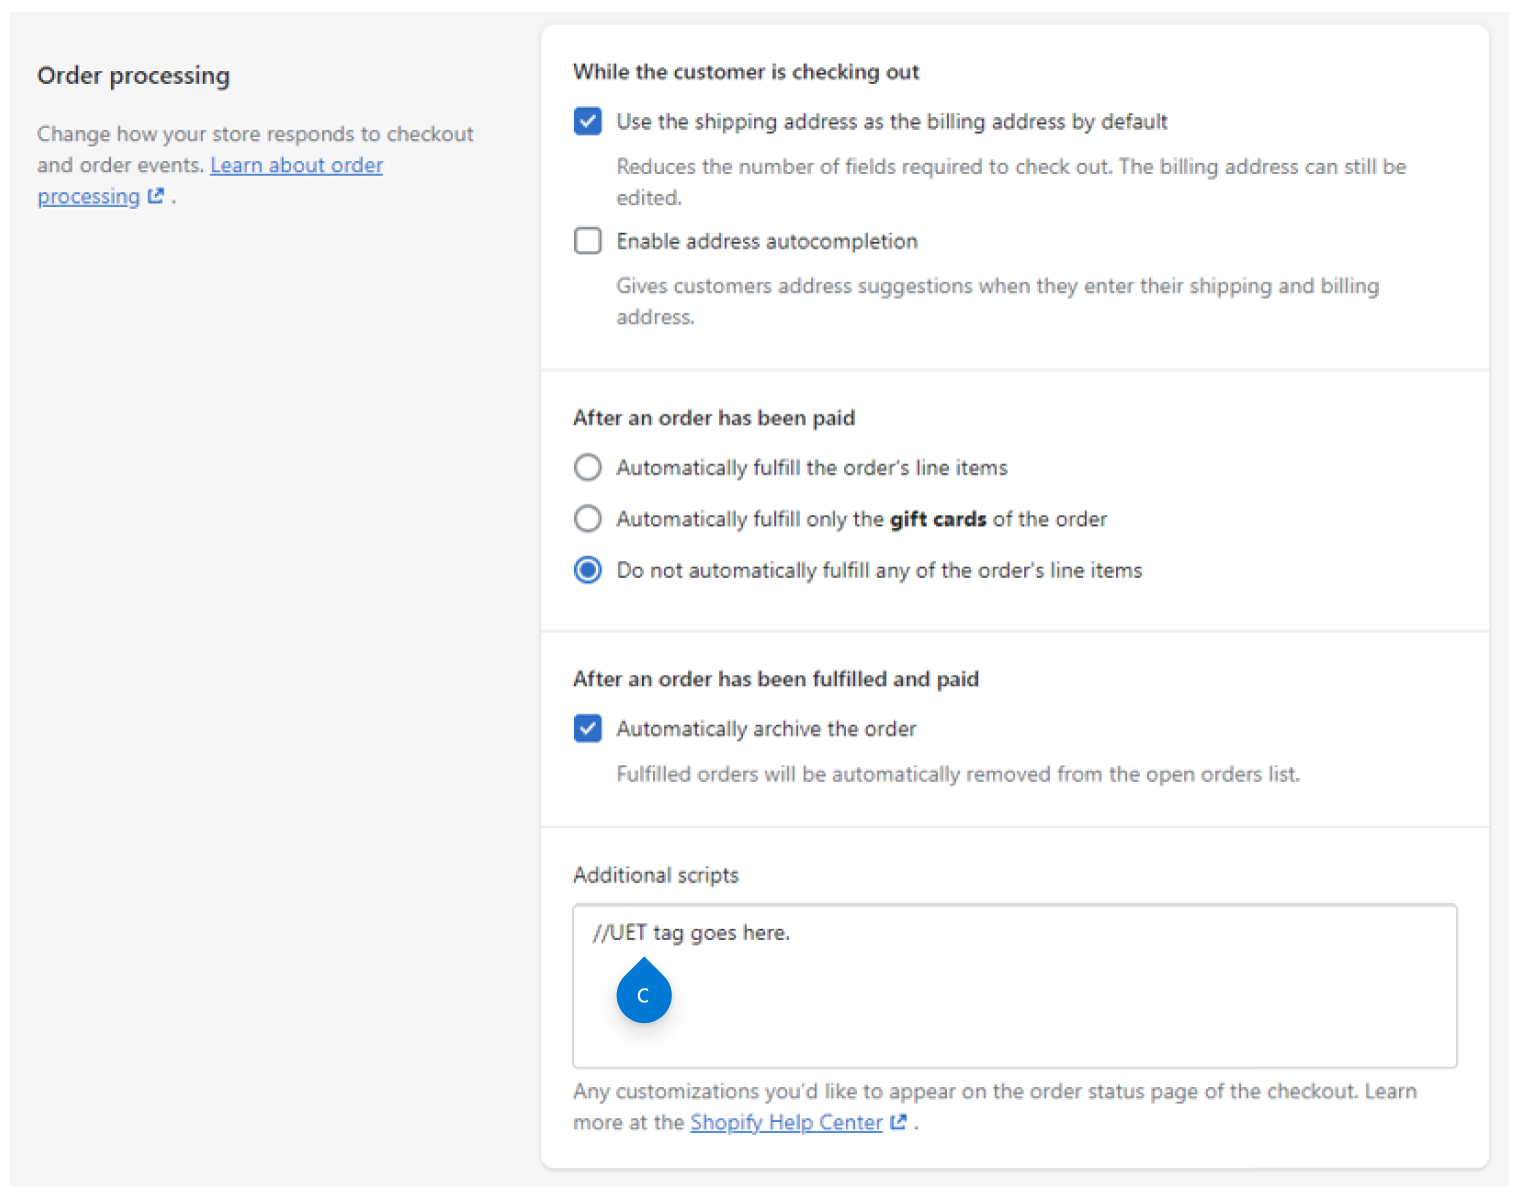 Order processing
Change how your store responds to checkout
and order events. Learn about order
processing .
While the customer is checking out
Use the shipping address as the billing address by default
Reduces the number of fields required to check out. The billing address can still be
edited.
Enable address autocompletion
Gives customers address suggestions when they enter their shipping and billing
address.
After an order has been paid
Automatically fulfill the order's line items
Automatically fulfill only the gift cards of the order
Do not automatically fulfill any of the order's line items
After an order has been fulfilled and paid
Automatically archive the order
Fulfilled orders will be automatically removed from the open orders list.
Additional scripts
//UET tag goes here.
C
Any customizations you'd like to appear on the order status page of the checkout. Learn
more at the Shopify Help Center .